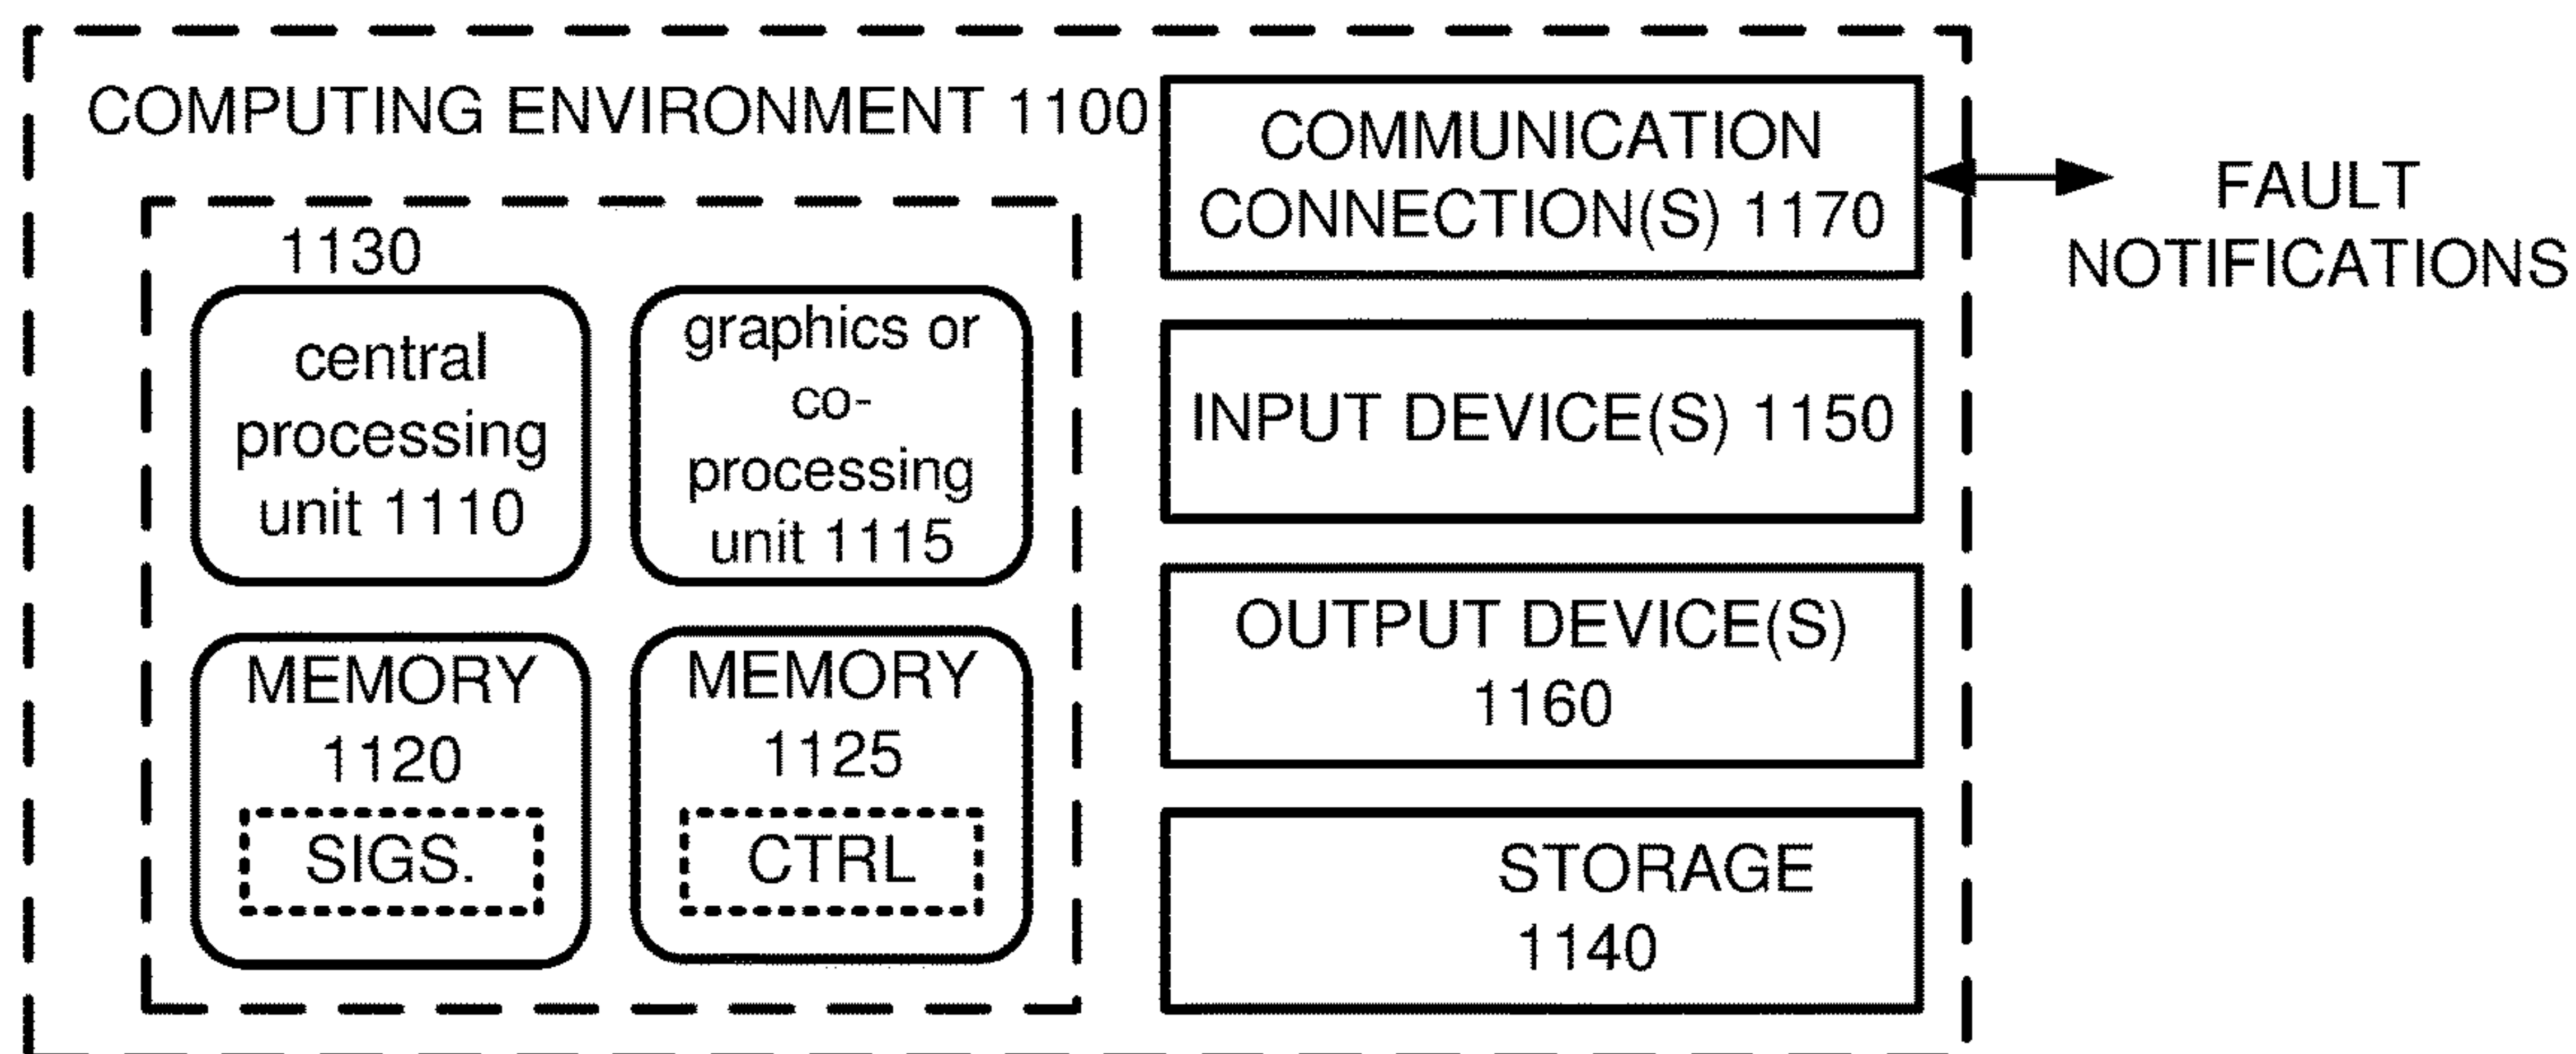 COMPUTING ENVIRONMENT 1100
1130
central
processing
unit 1110
graphics or
co-
processing
unit 1115
MEMORY
1120
SIGS.
MEMORY
1125
CTRL
COMMUNICATION
CONNECTION(S) 1170
INPUT DEVICE(S) 1150
OUTPUT DEVICE(S)
1160
STORAGE
1140
FAULT
NOTIFICATIONS